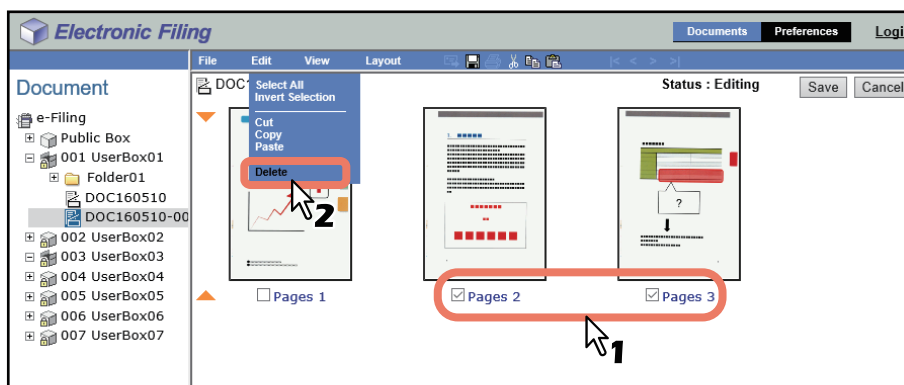 Electronic Filing
Documents Preferences Logi
File Edit View Layout
Document
DOC1
Status : Editing
Save Cancel
Select All
Invert Selection
Cut
Copy
Paste
Delete
2
e-Filing
Public Box
001 UserBox01
Folder01
DOC160510
DOC160510-00
002 UserBox02
003 UserBox03
004 UserBox04
005 UserBox05
006 UserBox06
007 UserBox07
1.
?
Pages 1
Pages 2
Pages 3
1